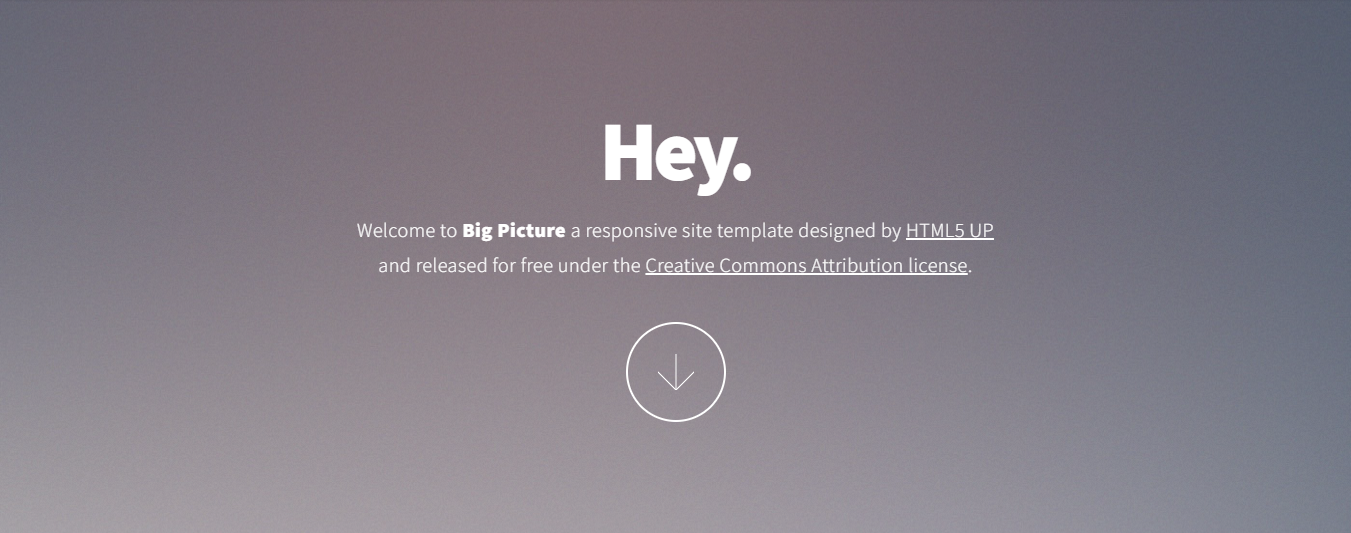 Hey.
Welcome to Big Picture a responsive site template designed by HTML5 UP
and released for free under the Creative Commons Attribution license.